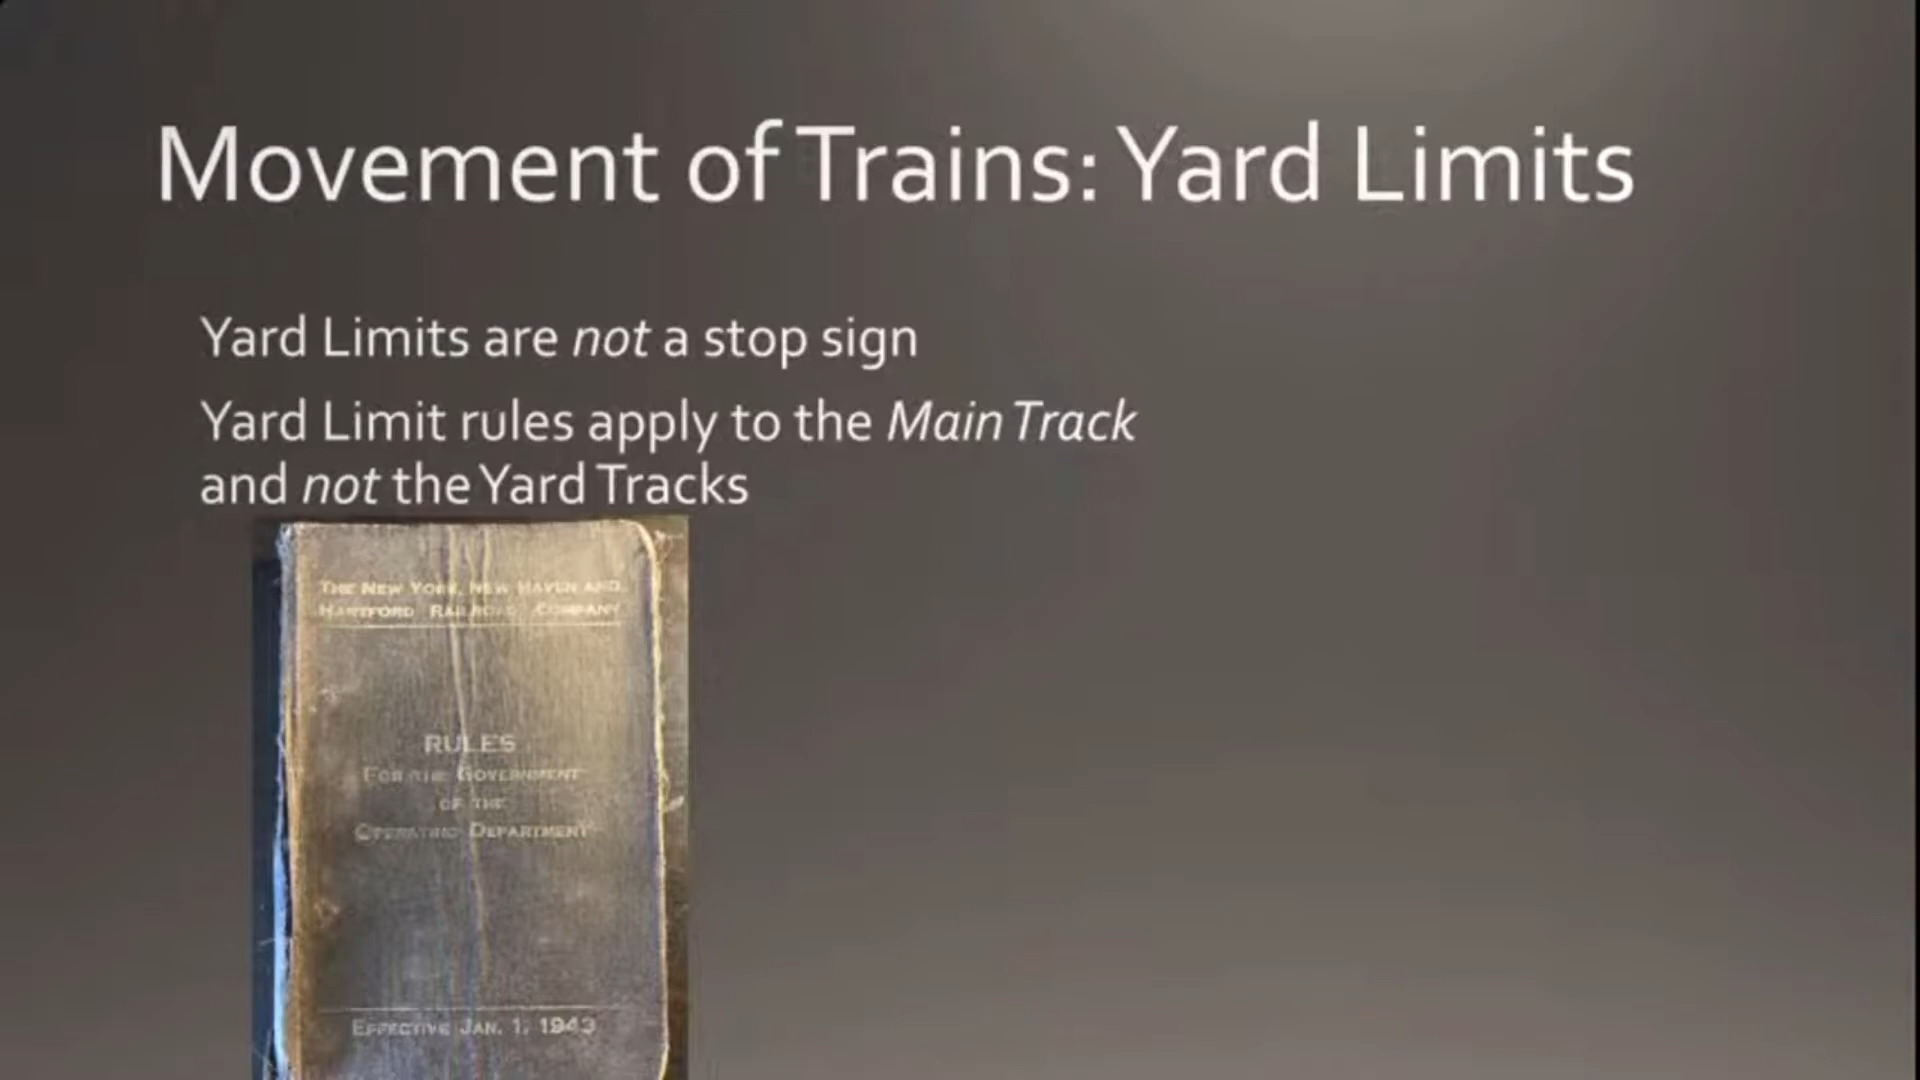 Movement of Trains: Yard Limits
Yard Limits are not a stop sign
Yard Limit rules apply to the Main Track
and not the Yard Tracks
THE NEW YORK, NEW HAVEN AND
HARTFORD RAILROAD COMPANY
RULES
FOR THE GOVERNMENT
OF THE
OPERATING DEPARTMENT
EFFECTIVE JAN. 1, 1943